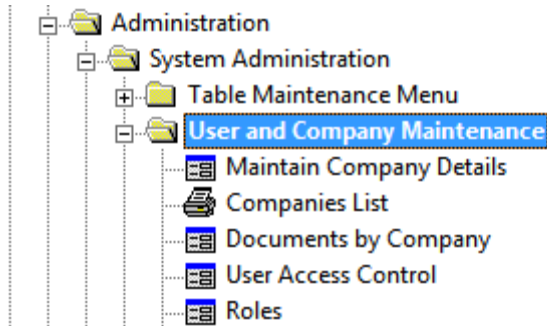 Administration
System Administration
Table Maintenance Menu
User and Company Maintenance
Maintain Company Details
Companies List
Documents by Company
User Access Control
Roles